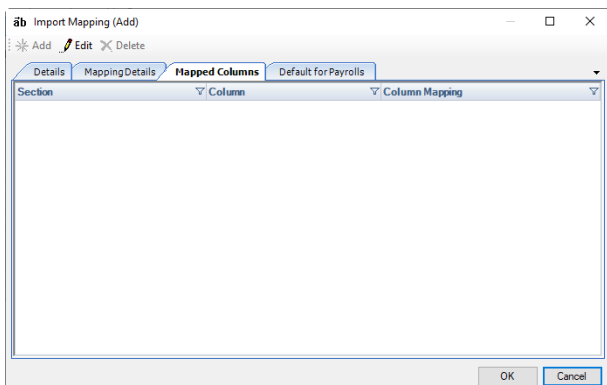 äb Import Mapping (Add)
Add Edit Delete
Details Mapping Details Mapped Columns Default for Payrolls
Section Column Column Mapping
OK Cancel